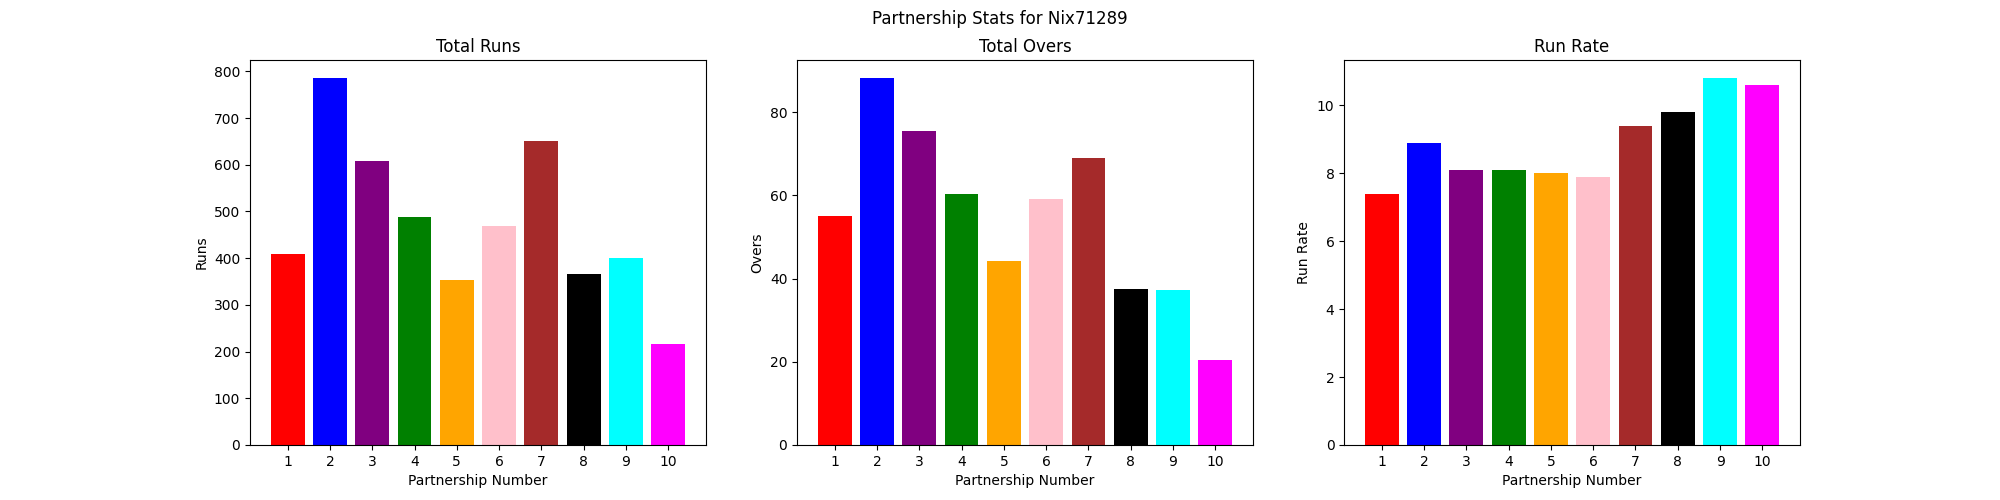 Partnership Stats for Nix71289
Total Runs
Runs
800
700
600
500
400
300
200
100
0
1 2 3 4 5 6 7 8 9 10
Partnership Number
Total Overs
Overs
80
60
40
20
0
1 2 3 4 5 6 7 8 9 10
Partnership Number
Run Rate
Run Rate
10
8
6
4
2
0
1 2 3 4 5 6 7 8 9 10
Partnership Number